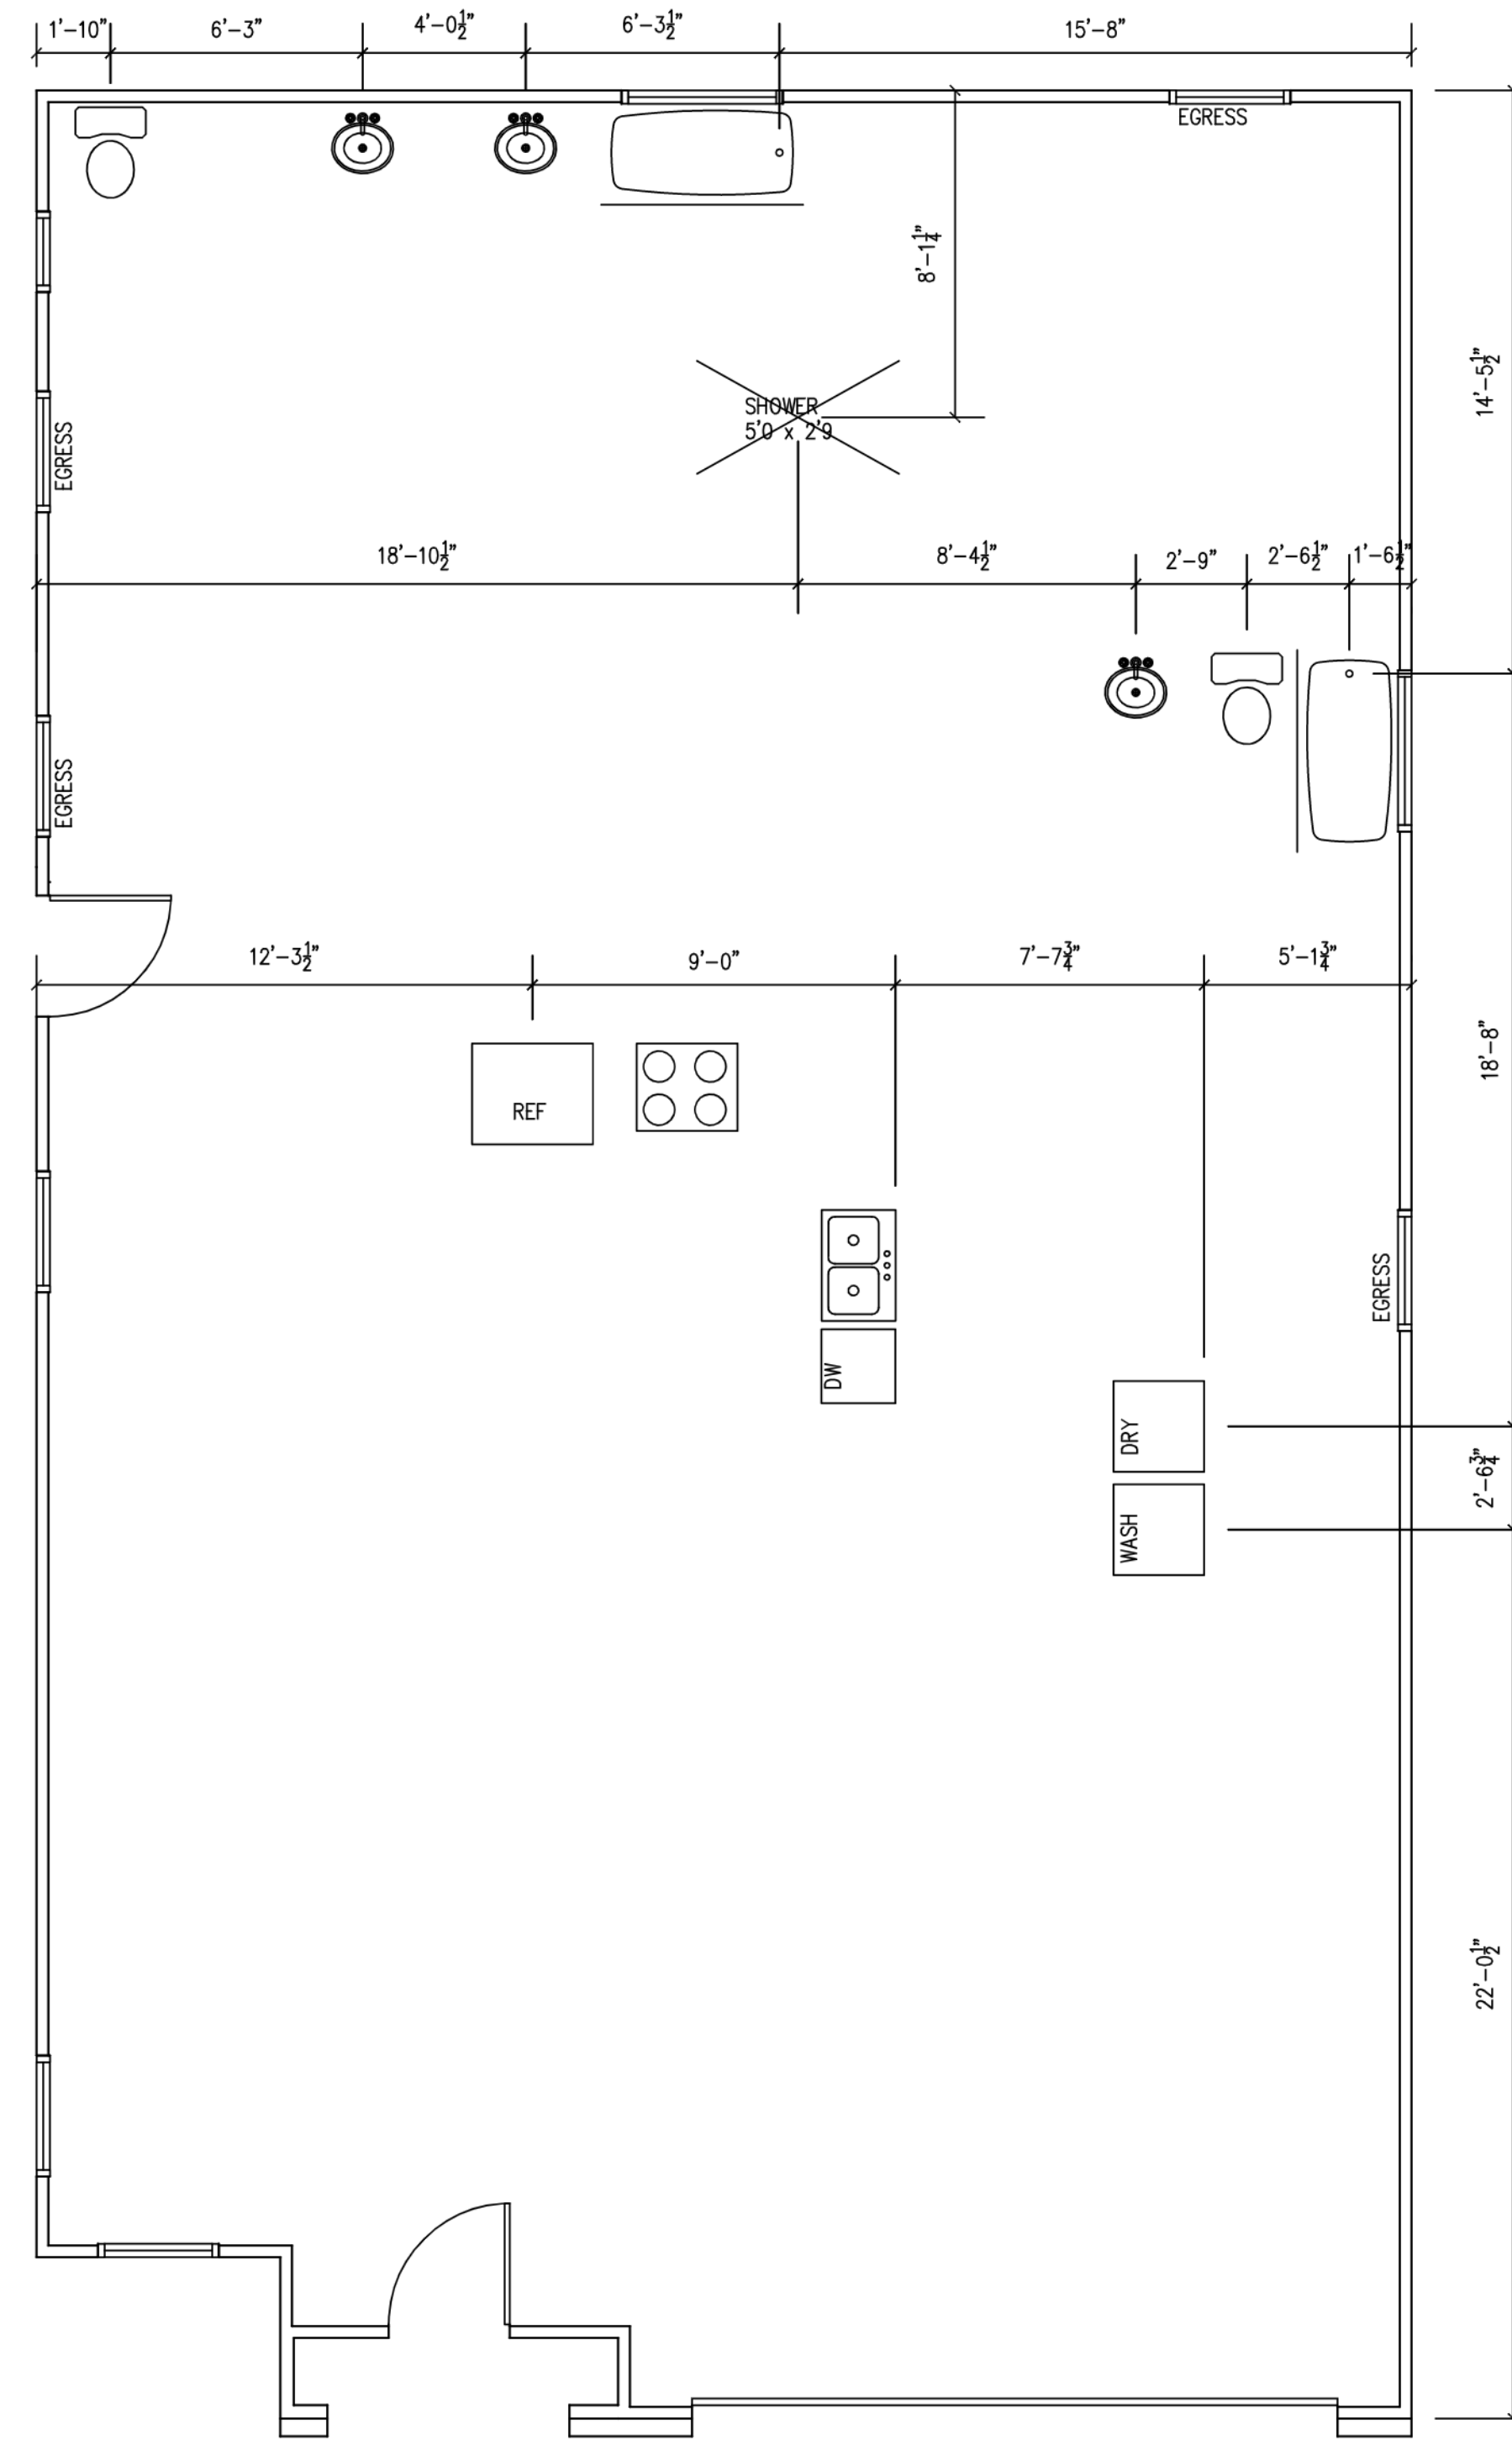 1'-10"
6'-3"
4'-0½"
6'-3½"
15'-8"
EGRESS
8'-1¼"
14'-5½"
SHOWER
5'0 x 2'9
EGRESS
18'-10½"
8'-4½"
2'-9"
2'-6½"
1'-6½"
EGRESS
12'-3½"
9'-0"
7'-7¾"
5'-1¾"
18'-8"
REF
EGRESS
DW
DRY
2'-6¾"
WASH
22'-0½"